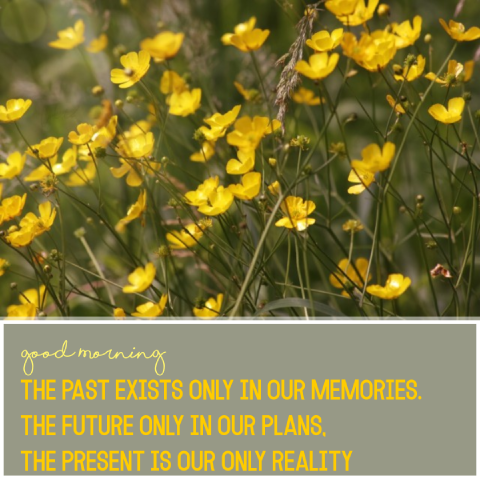 good morning
THE PAST EXISTS ONLY IN OUR MEMORIES.
THE FUTURE ONLY IN OUR PLANS,
THE PRESENT IS OUR ONLY REALITY